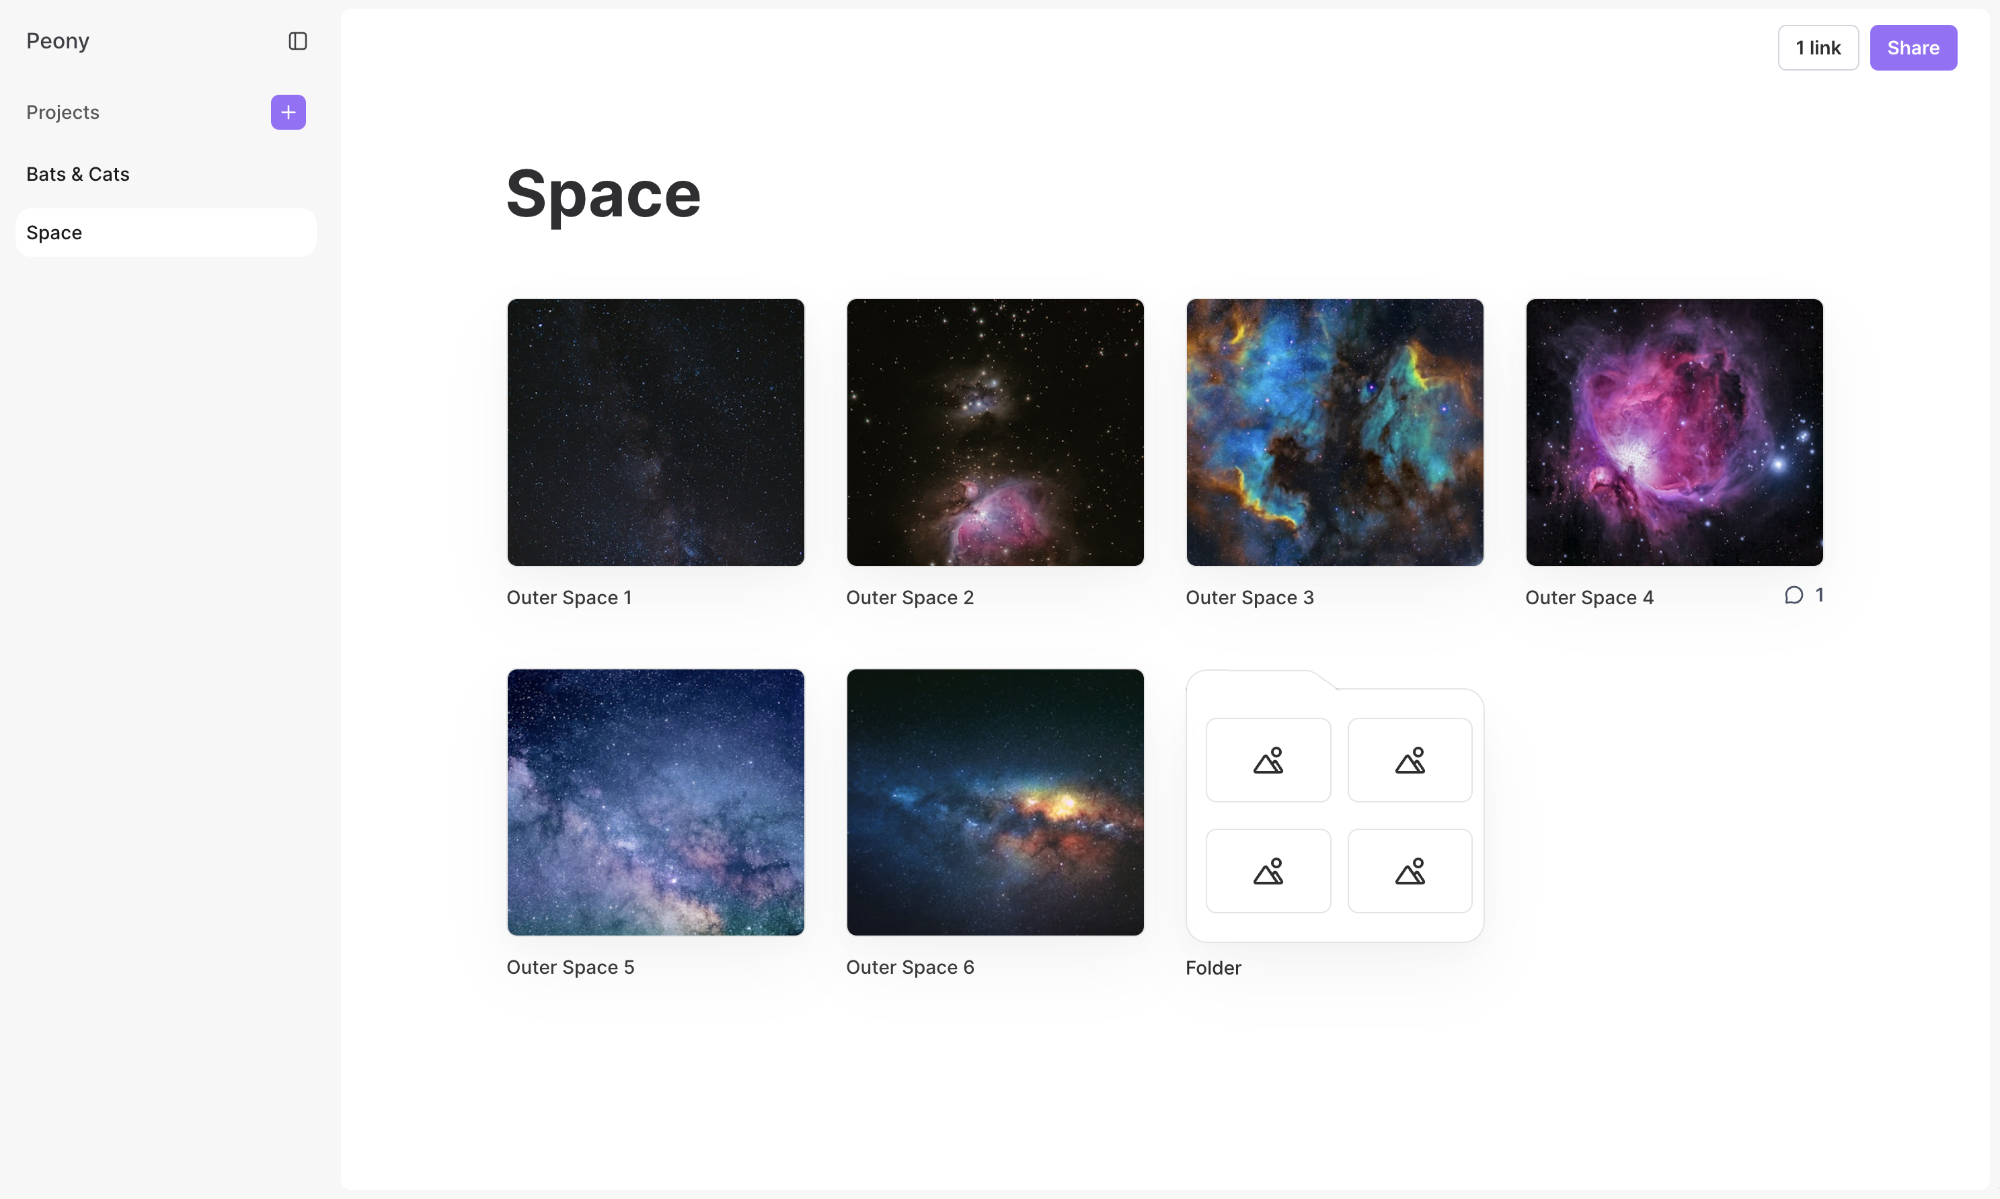 Peony
Projects
Bats & Cats
Space
1 link
Share
Space
Outer Space 1
Outer Space 2
Outer Space 3
Outer Space 4
1
Outer Space 5
Outer Space 6
Folder